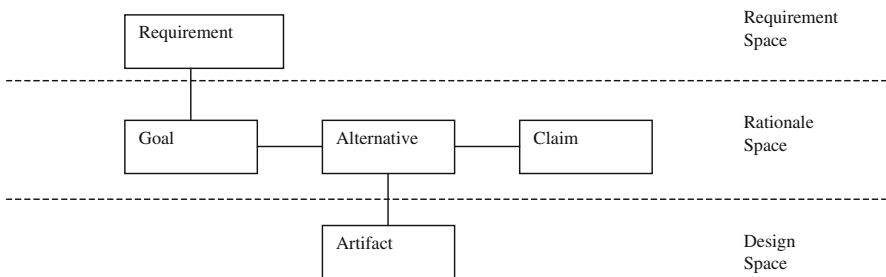 Requirement
Requirement
Space
Goal
Alternative
Claim
Rationale
Space
Artifact
Design
Space